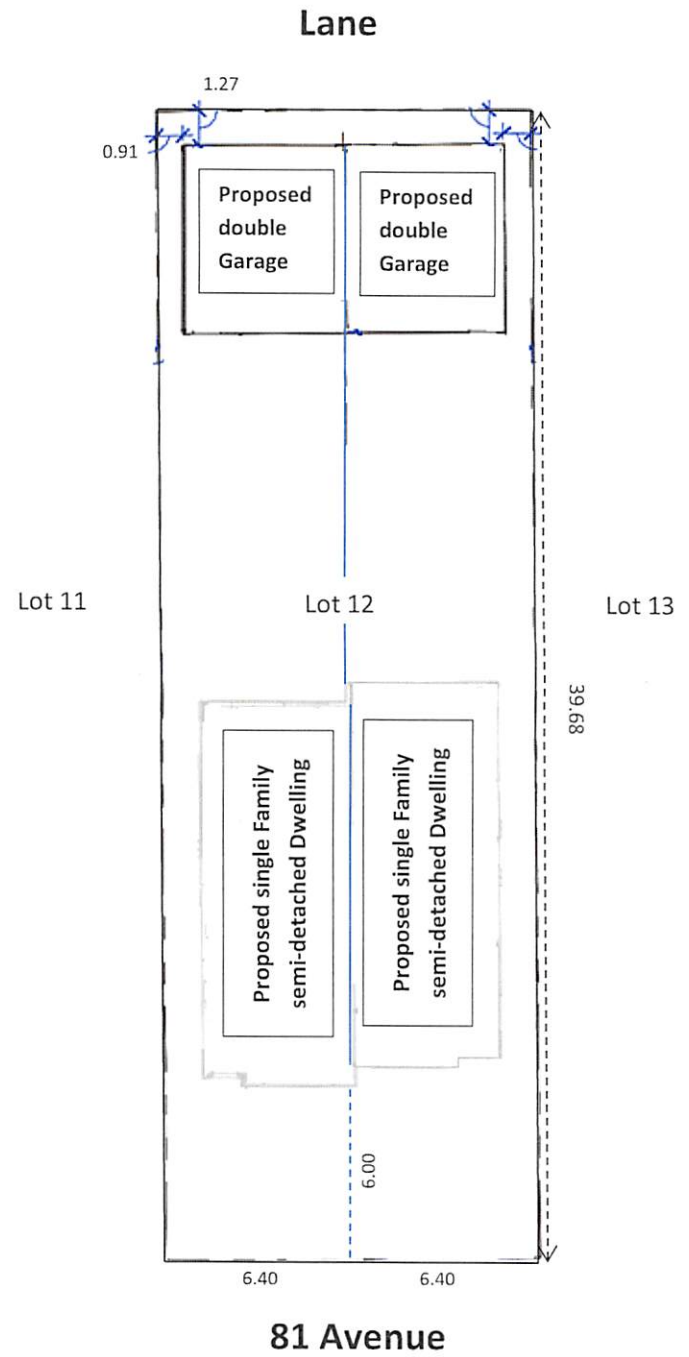 Lane
1.27
0.91
Proposed
double
Garage
Proposed
double
Garage
Lot 11
Lot 12
Lot 13
39.68
Proposed single Family
semi-detached Dwelling
Proposed single Family
semi-detached Dwelling
6.00
6.40
6.40
81 Avenue